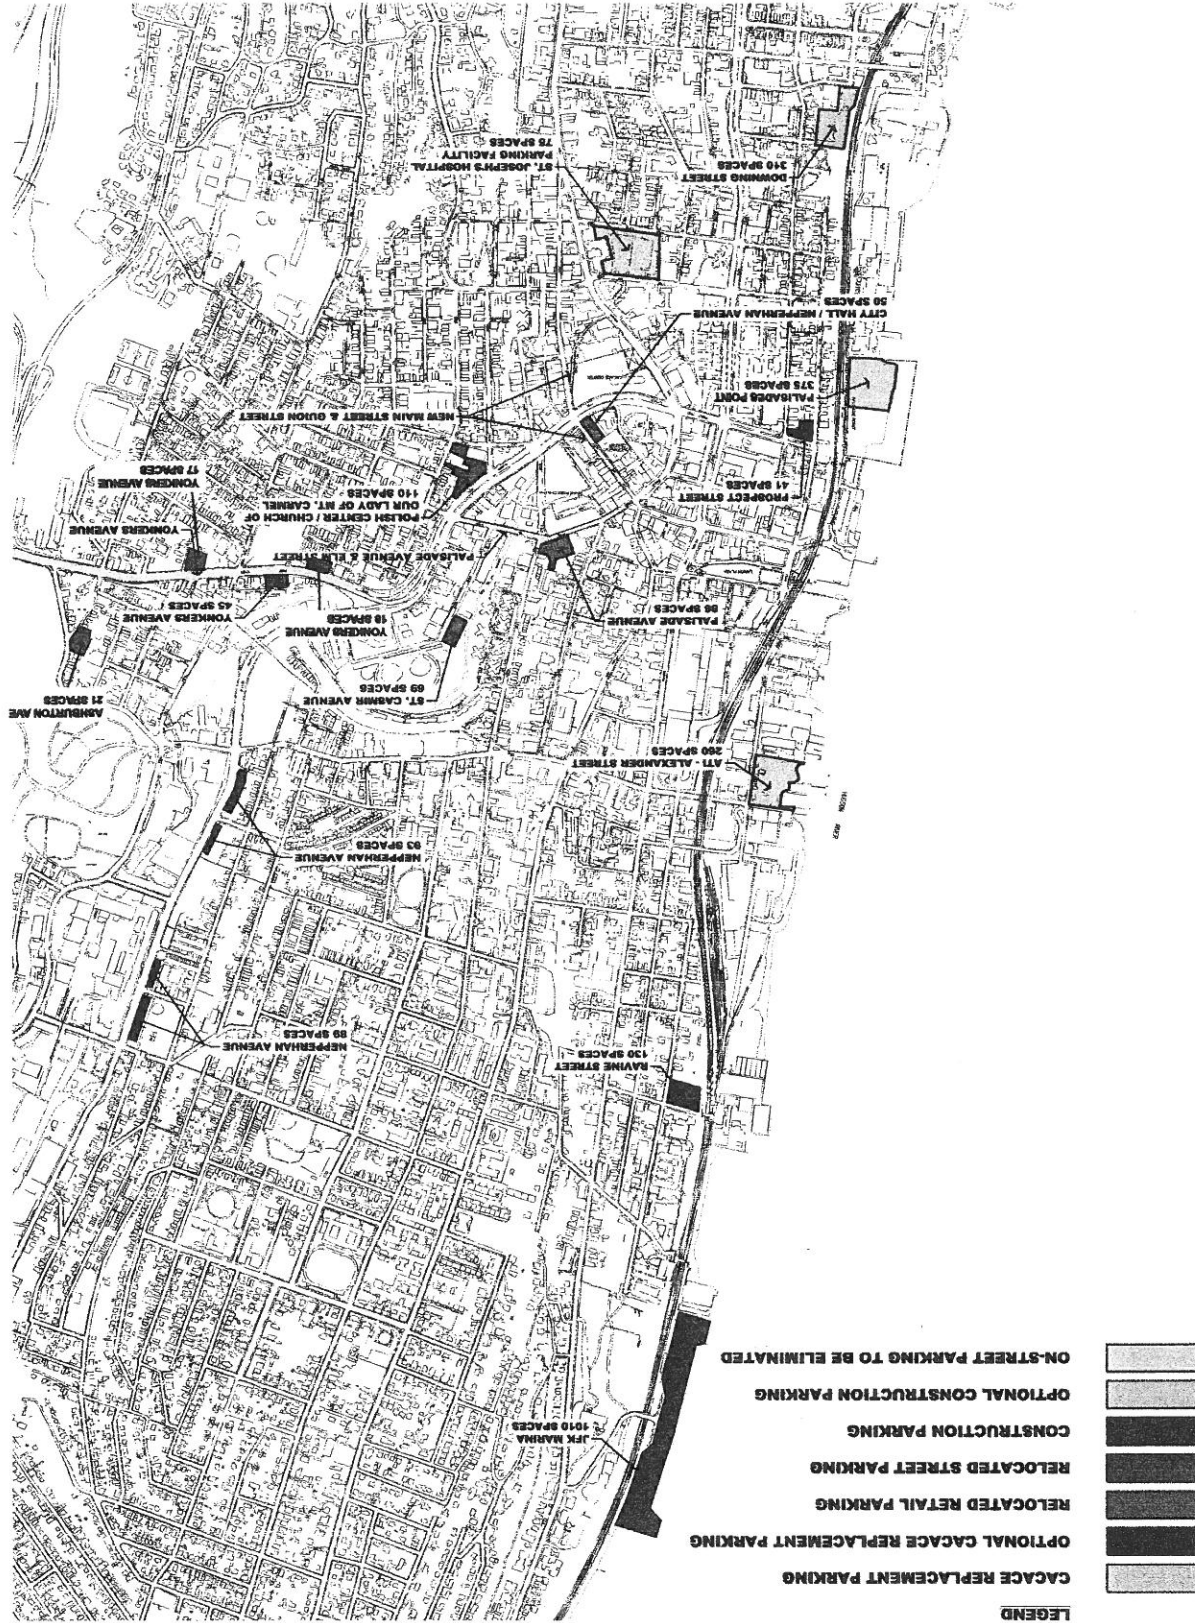 LEGEND
CACACE REPLACEMENT PARKING
OPTIONAL CACACE REPLACEMENT PARKING
RELOCATED RETAIL PARKING
RELOCATED STREET PARKING
CONSTRUCTION PARKING
OPTIONAL CONSTRUCTION PARKING
ON-STREET PARKING TO BE ELIMINATED
JFK MARINA
1010 SPACES
RAVINE STREET
130 SPACES
NEPPERHAN AVENUE
89 SPACES
NEPPERHAN AVENUE
93 SPACES
ATI - ALEXANDER STREET
260 SPACES
ASHBURTON AVE
21 SPACES
ST. CASMIR AVENUE
69 SPACES
YONKERS AVENUE
18 SPACES
YONKERS AVENUE
45 SPACES
PALISADE AVENUE
PALISADE AVENUE & ELM STREET
YONKERS AVENUE
YONKERS AVENUE
17 SPACES
POLISH CENTER / CHURCH OF
OUR LADY OF MT. CARMEL
110 SPACES
PROSPECT STREET
41 SPACES
NEW MAIN STREET & GUION STREET
PALISADES POINT
375 SPACES
CITY HALL / NEPPERHAN AVENUE
50 SPACES
DOWNING STREET
310 SPACES
ST. JOSEPH'S HOSPITAL
PARKING FACILITY
75 SPACES